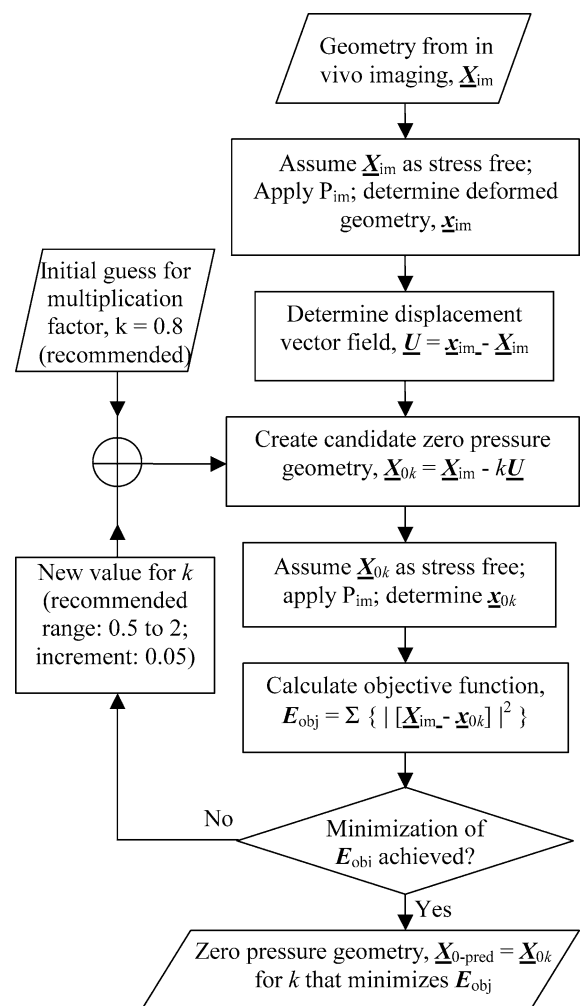 Geometry from in
vivo imaging, X_im
Assume X_im as stress free;
Apply P_im; determine deformed
geometry, x_im
Initial guess for
multiplication
factor, k = 0.8
(recommended)
Determine displacement
vector field, U = x_im - X_im
Create candidate zero pressure
geometry, X_0k = X_im - kU
New value for k
(recommended
range: 0.5 to 2;
increment: 0.05)
Assume X_0k as stress free;
apply P_im; determine x_0k
Calculate objective function,
E_obj = Σ { | [X_im - x_0k] |² }
No
Minimization of
E_obj achieved?
Yes
Zero pressure geometry, X_0-pred = X_0k
for k that minimizes E_obj